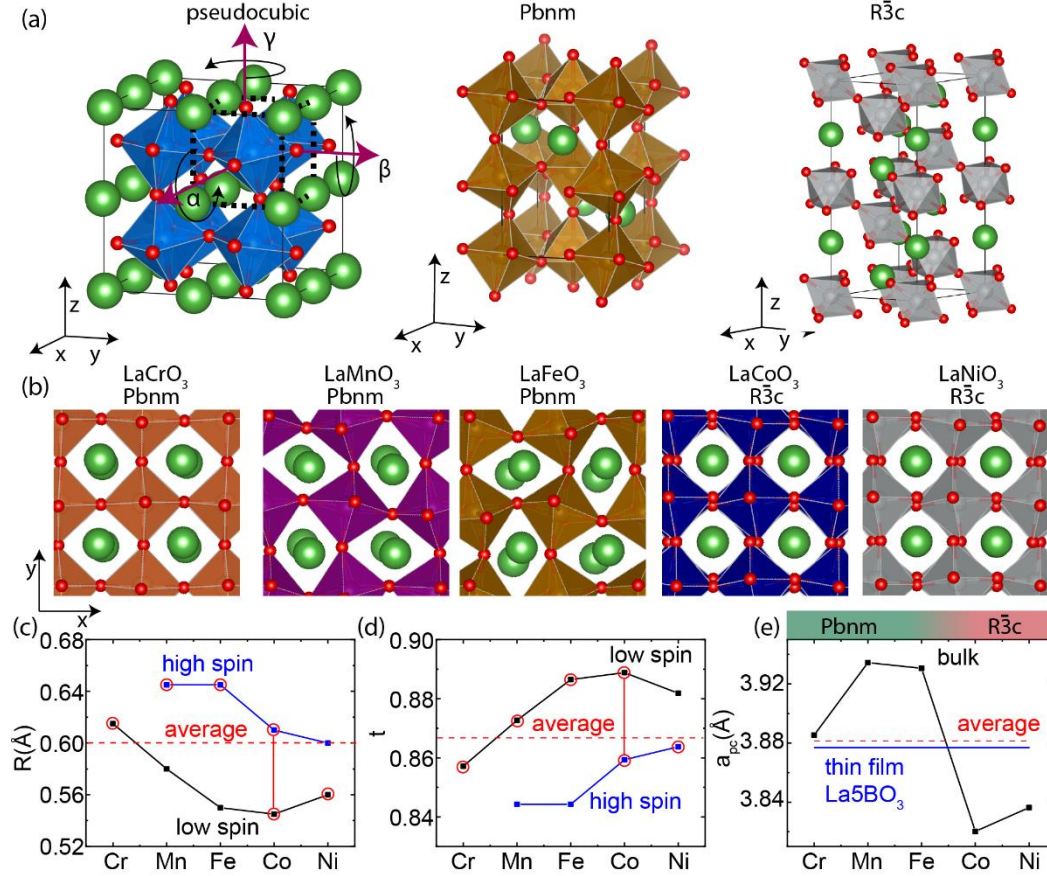 (a)
pseudocubic
Pbnm
R3̄c
γ
β
α
z
x y
z
x y
z
x y
(b)
LaCrO₃
Pbnm
LaMnO₃
Pbnm
LaFeO₃
Pbnm
LaCoO₃
R3̄c
LaNiO₃
R3̄c
y
x
(c)
0.68
0.64
0.60
0.56
0.52
R(Å)
high spin
average
low spin
Cr Mn Fe Co Ni
(d)
0.90
0.88
0.86
0.84
t
low spin
average
high spin
Cr Mn Fe Co Ni
(e)
Pbnm R3̄c
bulk
3.92
3.88
3.84
a_pc(Å)
average
thin film
La5BO₃
Cr Mn Fe Co Ni